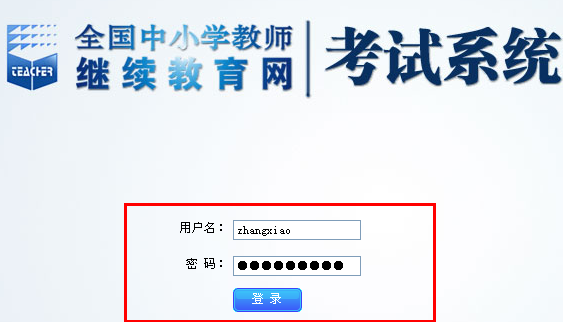 TEACHER
全国中小学教师
继续教育网
考试系统
用户名：zhangxiao
密 码：●●●●●●●●●
登 录